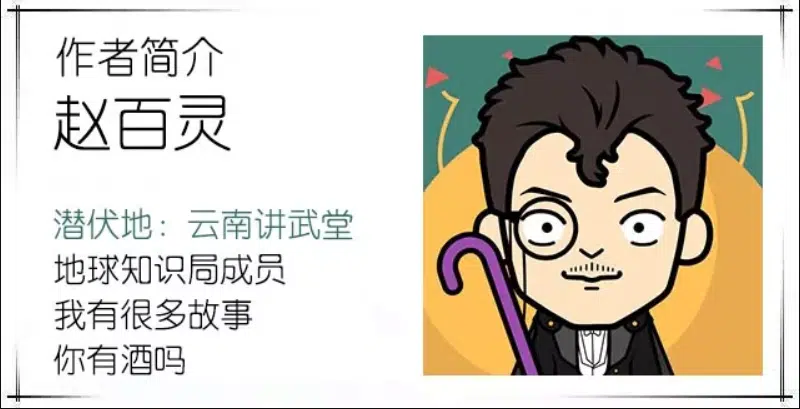 作者简介
赵百灵
潜伏地：云南讲武堂
地球知识局成员
我有很多故事
你有酒吗